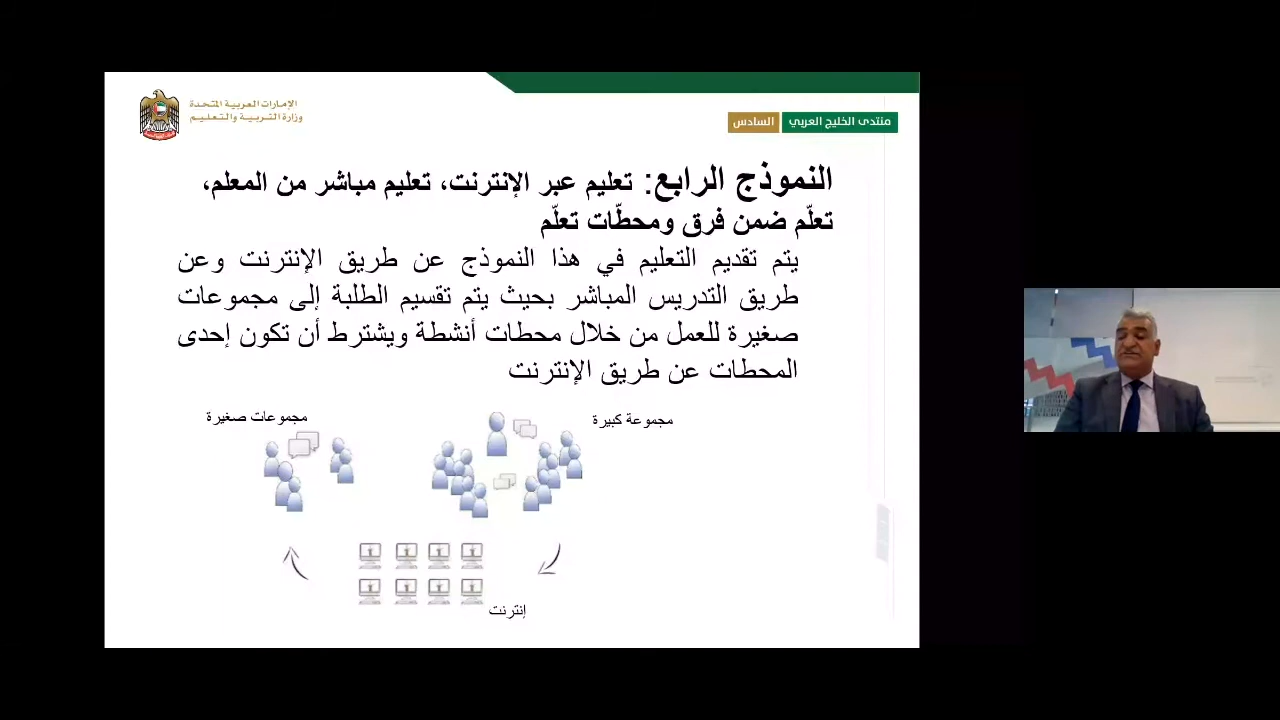 الإمارات العربية المتحدة
وزارة التربية والتعليم
منتدى الخليج العربي السادس
النموذج الرابع: تعليم عبر الإنترنت، تعليم مباشر من المعلم،
تعلّم ضمن فرق ومحطّات تعلّم
يتم تقديم التعليم في هذا النموذج عن طريق الإنترنت وعن
طريق التدريس المباشر بحيث يتم تقسيم الطلبة إلى مجموعات
صغيرة للعمل من خلال محطات أنشطة ويشترط أن تكون إحدى
المحطات عن طريق الإنترنت
مجموعة كبيرة
مجموعات صغيرة
إنترنت